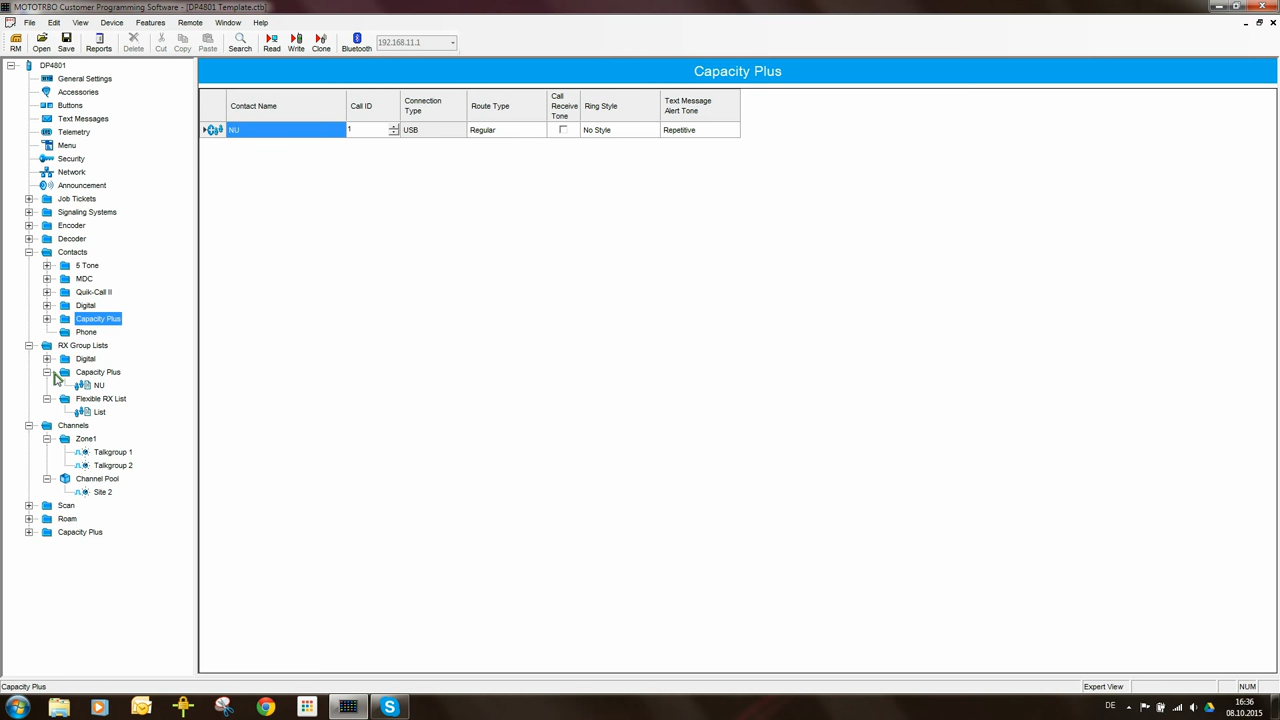 MOTOTRBO Customer Programming Software - [DP4801 Template.ctb]
File Edit View Device Features Remote Contact Window Help
RM Open Save Reports Delete Cut Copy Paste Search Read Write Clone Bluetooth 192.168.11.1
DP4801
General Settings
Accessories
Buttons
Text Messages
Telemetry
Menu
Security
Network
Announcement
Job Tickets
Signaling Systems
Encoder
Decoder
Contacts
5 Tone
MDC
Quik-Call II
Digital
Capacity Plus
Phone
RX Group Lists
Digital
Capacity Plus
NU
Flexible RX List
List
Channels
Zone1
Talkgroup 1
Talkgroup 2
Channel Pool
Site 2
Scan
Roam
Capacity Plus
Capacity Plus
Contact Name Call ID Connection Type Route Type Call Receive Tone Ring Style Text Message Alert Tone
NU 1 USB Regular No Style Repetitive
Capacity Plus Expert View NUM
DE 16:36
08.10.2015